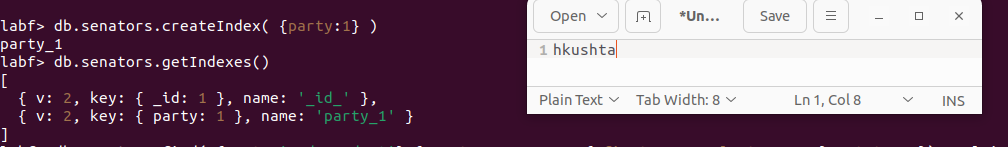 labf> db.senators.createIndex( {party:1} )
party_1
labf> db.senators.getIndexes()
[
  { v: 2, key: { _id: 1 }, name: '_id_' },
  { v: 2, key: { party: 1 }, name: 'party_1' }
]
Open
*Un...
Save
1 hkushta
Plain Text
Tab Width: 8
Ln 1, Col 8
INS